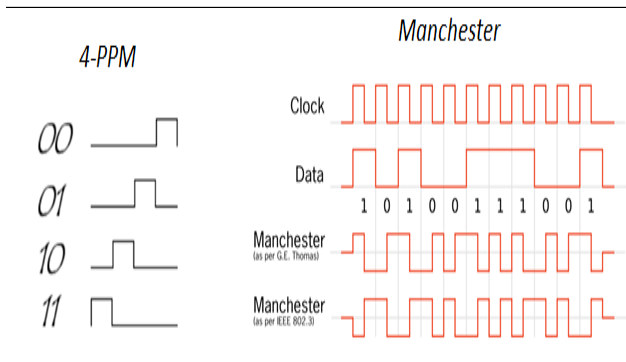 4-PPM
00
01
10
11
Manchester
Clock
Data
1 0 1 0 0 1 1 1 0 0 1
Manchester
(as per G.E. Thomas)
Manchester
(as per IEEE 802.3)